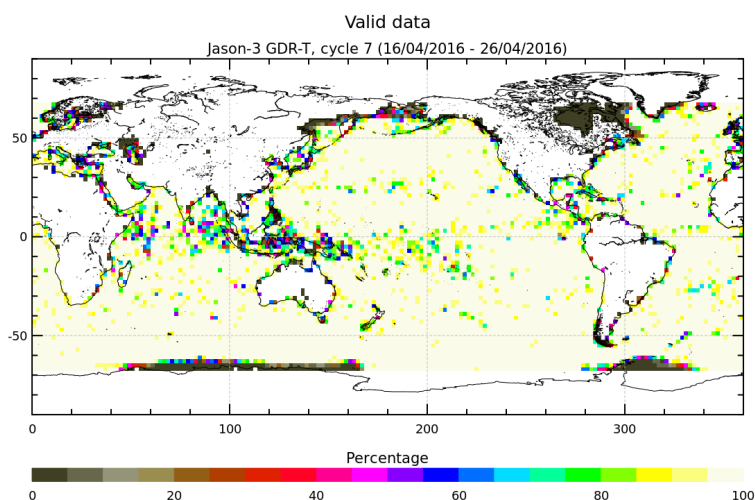 Valid data
Jason-3 GDR-T, cycle 7 (16/04/2016 - 26/04/2016)
50
0
-50
0 100 200 300
Percentage
0 20 40 60 80 100